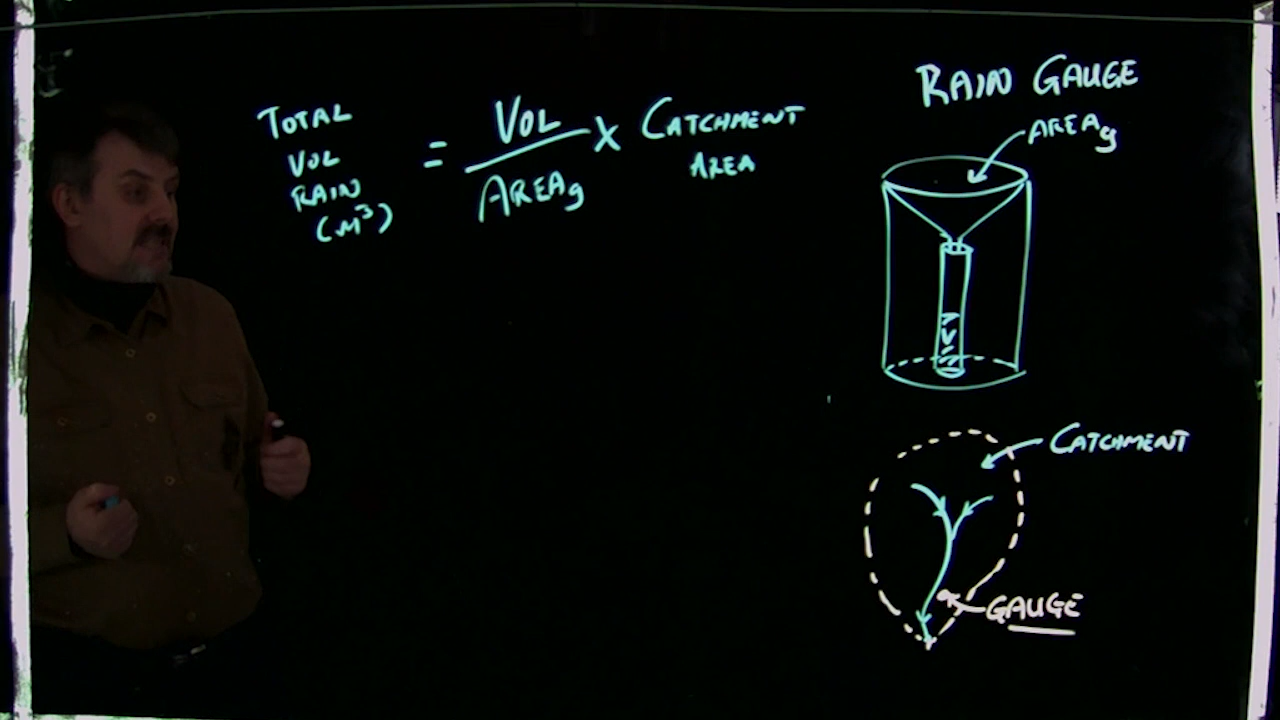 TOTAL
VOL
RAIN
(M³)
=
VOL
AREAg
X
CATCHMENT
AREA
RAIN GAUGE
AREAg
V
CATCHMENT
GAUGE